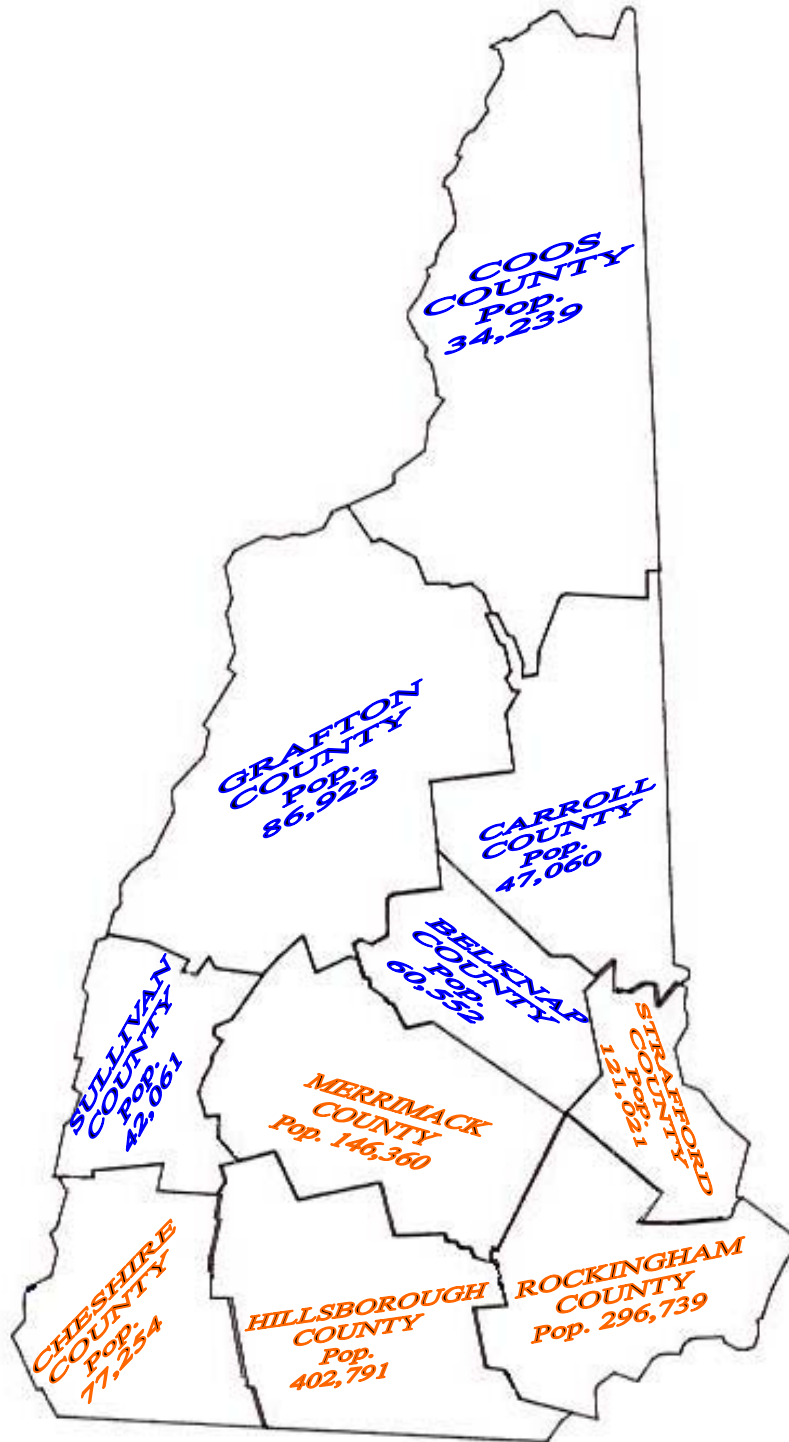 COOS
COUNTY
Pop.
34,239
GRAFTON
COUNTY
Pop.
86,923
CARROLL
COUNTY
Pop.
47,060
BELKNAP
COUNTY
Pop.
60,552
SULLIVAN
COUNTY
Pop.
42,061
STRAFFORD
COUNTY
Pop.
121,021
MERRIMACK
COUNTY
Pop. 146,360
CHESHIRE
COUNTY
Pop.
77,254
HILLSBOROUGH
COUNTY
Pop.
402,791
ROCKINGHAM
COUNTY
Pop. 296,739